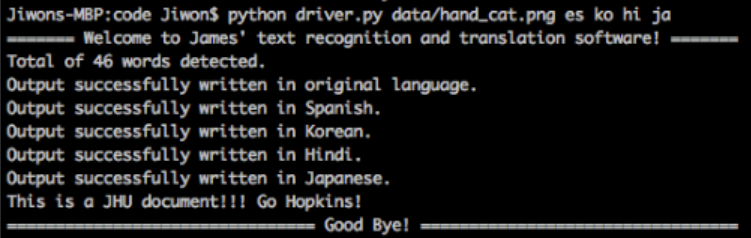 Jiwons-MBP:code Jiwon$ python driver.py data/hand_cat.png es ko hi ja
======= Welcome to James' text recognition and translation software! =======
Total of 46 words detected.
Output successfully written in original language.
Output successfully written in Spanish.
Output successfully written in Korean.
Output successfully written in Hindi.
Output successfully written in Japanese.
This is a JHU document!!! Go Hopkins!
================================ Good Bye! =================================